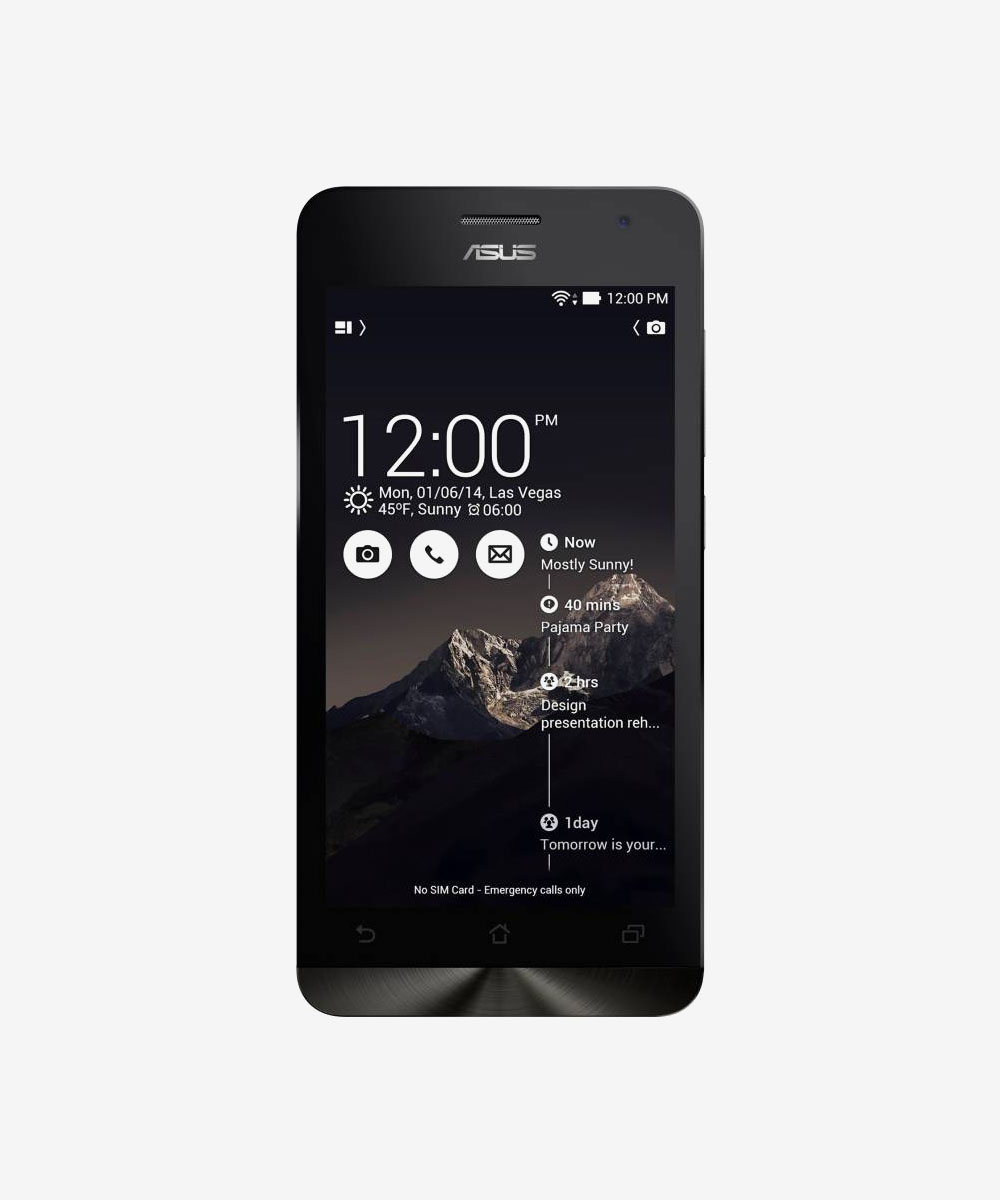 ASUS
12:00 PM
12:00 PM
Mon, 01/06/14, Las Vegas
45ºF, Sunny 06:00
Now
Mostly Sunny!
40 mins
Pajama Party
2 hrs
Design
presentation reh...
1day
Tomorrow is your...
No SIM Card - Emergency calls only